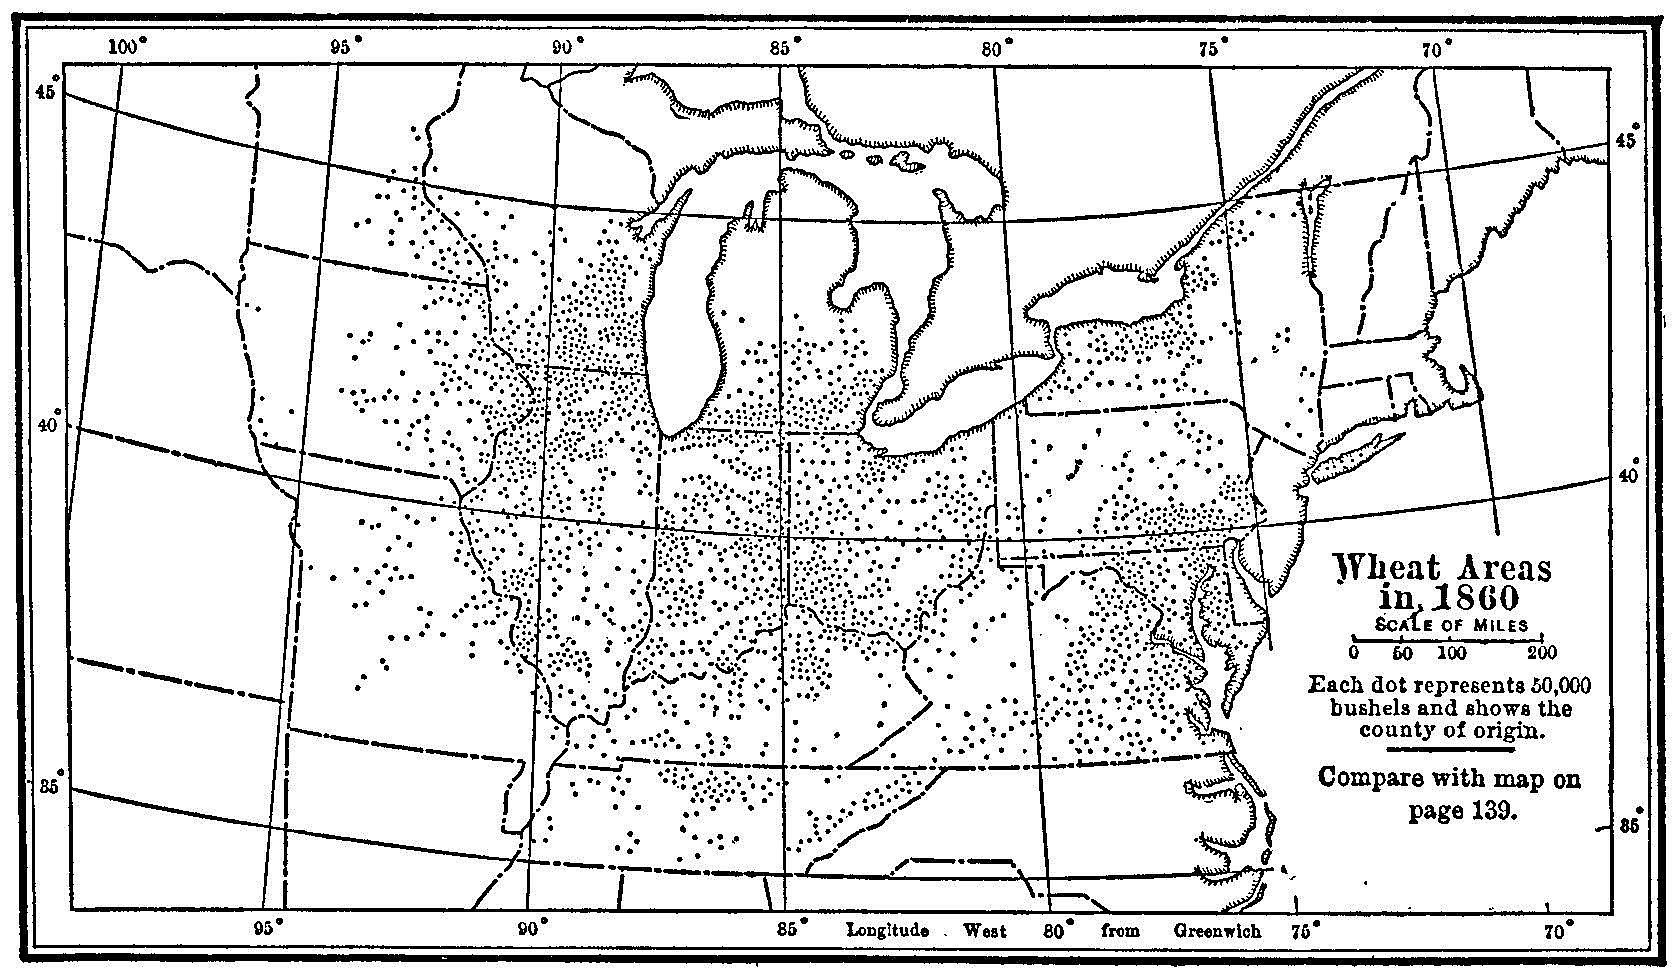 100° 95° 90° 85° 80° 75° 70°
45° 45°
40° 40°
35° 35°
Wheat Areas
in, 1860
SCALE OF MILES
0 50 100 200
Each dot represents 50,000
bushels and shows the
county of origin.
Compare with map on
page 139.
95° 90° 85° Longitude West 80° from Greenwich 75° 70°